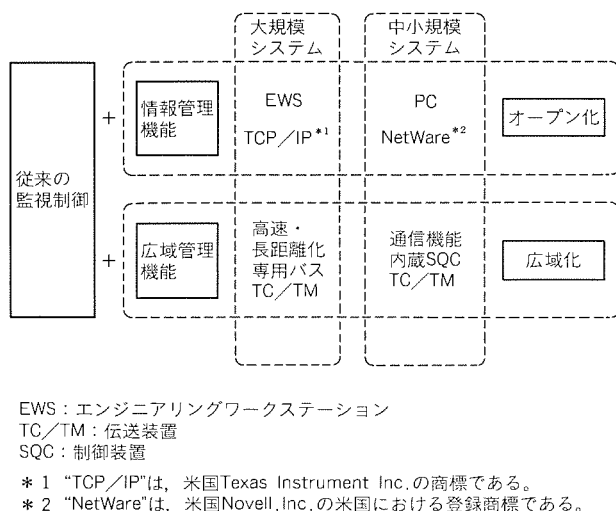 大規模
システム
中小規模
システム
従来の
監視制御
+
情報管理
機能
EWS
TCP／IP*1
PC
NetWare*2
オープン化
+
広域管理
機能
高速・
長距離化
専用バス
TC／TM
通信機能
内蔵SQC
TC／TM
広域化
EWS：エンジニアリングワークステーション
TC／TM：伝送装置
SQC：制御装置
＊1 “TCP／IP”は，米国Texas Instrument Inc.の商標である。
＊2 “NetWare”は，米国Novell,Inc.の米国における登録商標である。